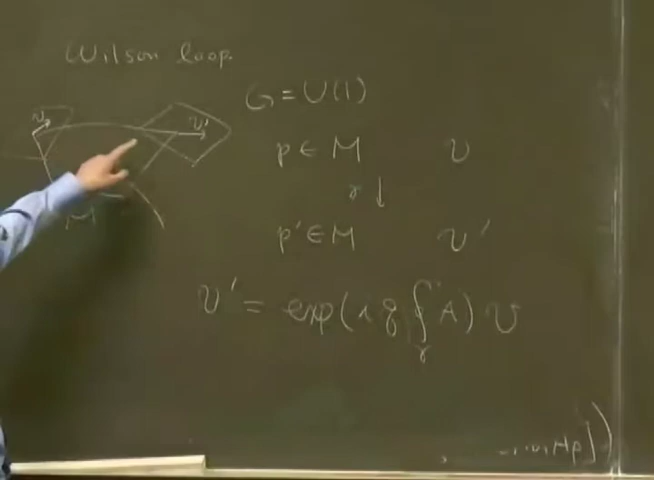 Wilson loop.
G = U(1)
v v'
p ∈ M v
γ ↓
M p' ∈ M v'
v' = exp(i g ∮ A) v
γ